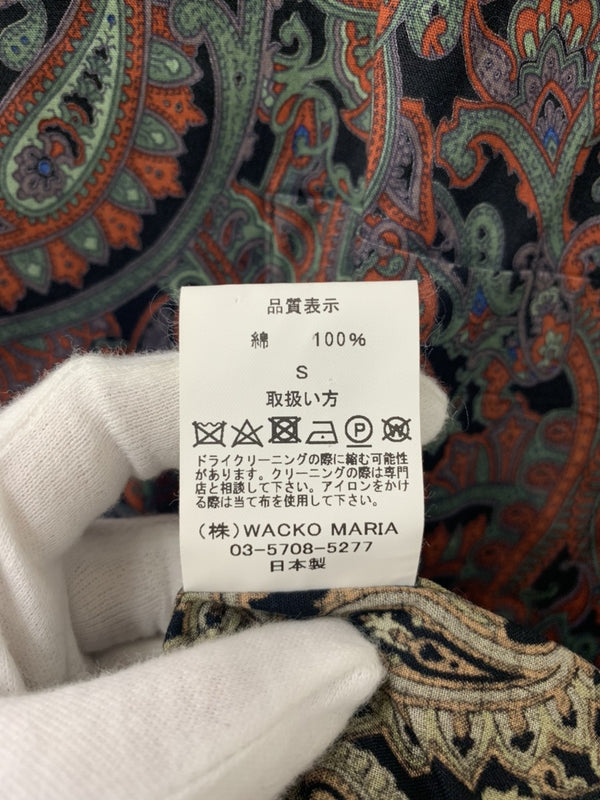 品質表示
綿 100%
S
取扱い方
P W
ドライクリーニングの際に縮む可能性
があります。クリーニングの際は専門
店と相談して下さい。アイロンをかけ
る際は当て布を使用して下さい。
(株)WACKO MARIA
03-5708-5277
日本製